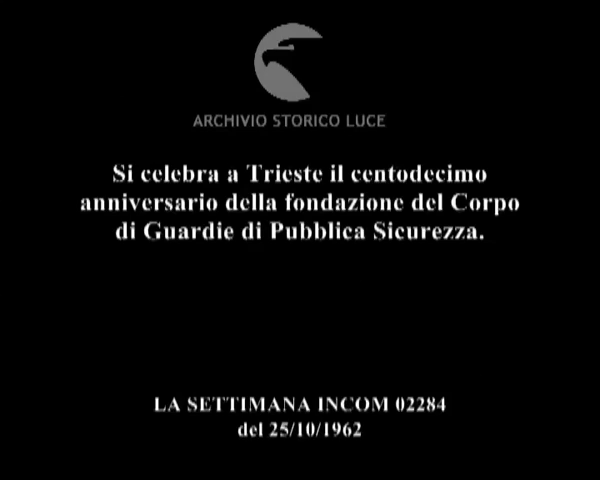 ARCHIVIO STORICO LUCE
Si celebra a Trieste il centodecimo
anniversario della fondazione del Corpo
di Guardie di Pubblica Sicurezza.
LA SETTIMANA INCOM 02284
del 25/10/1962